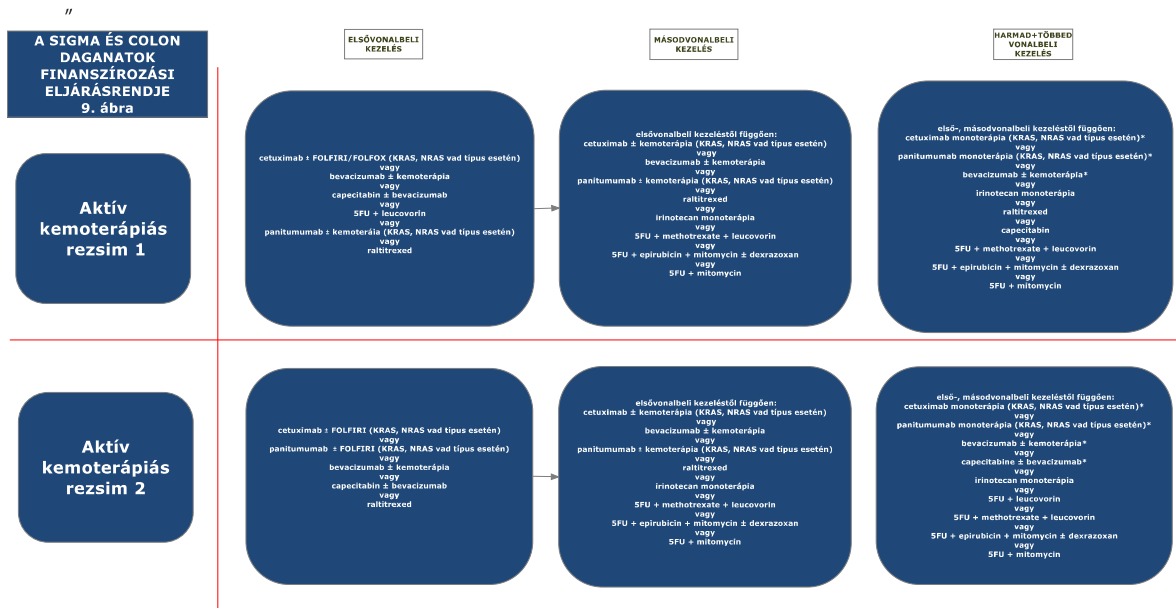 ”
A SIGMA ÉS COLON
DAGANATOK
FINANSZÍROZÁSI
ELJÁRÁSRENDJE
9. ábra
ELSŐVONALBELI
KEZELÉS
MÁSODVONALBELI
KEZELÉS
HARMAD+TÖBBED
VONALBELI
KEZELÉS
Aktív
kemoterápiás
rezsim 1
cetuximab ± FOLFIRI/FOLFOX (KRAS, NRAS vad típus esetén)
vagy
bevacizumab ± kemoterápia
vagy
capecitabin ± bevacizumab
vagy
5FU + leucovorin
vagy
panitumumab ± kemoteráia (KRAS, NRAS vad típus esetén)
vagy
raltitrexed
elsővonalbeli kezeléstől függően:
cetuximab ± kemoterápia (KRAS, NRAS vad típus esetén)
vagy
bevacizumab ± kemoterápia
vagy
panitumumab ± kemoterápia (KRAS, NRAS vad típus esetén)
vagy
raltitrexed
vagy
irinotecan monoterápia
vagy
5FU + methotrexate + leucovorin
vagy
5FU + epirubicin + mitomycin ± dexrazoxan
vagy
5FU + mitomycin
első-, másodvonalbeli kezeléstől függően:
cetuximab monoterápia (KRAS, NRAS vad típus esetén)*
vagy
panitumumab monoterápia (KRAS, NRAS vad típus esetén)*
vagy
bevacizumab ± kemoterápia*
vagy
irinotecan monoterápia
vagy
raltitrexed
vagy
capecitabin
vagy
5FU + methotrexate + leucovorin
vagy
5FU + epirubicin + mitomycin ± dexrazoxan
vagy
5FU + mitomycin
Aktív
kemoterápiás
rezsim 2
cetuximab ± FOLFIRI (KRAS, NRAS vad típus esetén)
vagy
panitumumab ± FOLFIRI (KRAS, NRAS vad típus esetén)
vagy
bevacizumab ± kemoterápia
vagy
capecitabin ± bevacizumab
vagy
raltitrexed
elsővonalbeli kezeléstől függően:
cetuximab ± kemoterápia (KRAS, NRAS vad típus esetén)
vagy
bevacizumab ± kemoterápia
vagy
panitumumab ± kemoterápia (KRAS, NRAS vad típus esetén)
vagy
raltitrexed
vagy
irinotecan monoterápia
vagy
5FU + methotrexate + leucovorin
vagy
5FU + epirubicin + mitomycin ± dexrazoxan
vagy
5FU + mitomycin
első-, másodvonalbeli kezeléstől függően:
cetuximab monoterápia (KRAS, NRAS vad típus esetén)*
vagy
panitumumab monoterápia (KRAS, NRAS vad típus esetén)*
vagy
bevacizumab ± kemoterápia*
vagy
capecitabine ± bevacizumab*
vagy
irinotecan monoterápia
vagy
5FU + leucovorin
vagy
5FU + methotrexate + leucovorin
vagy
5FU + epirubicin + mitomycin ± dexrazoxan
vagy
5FU + mitomycin